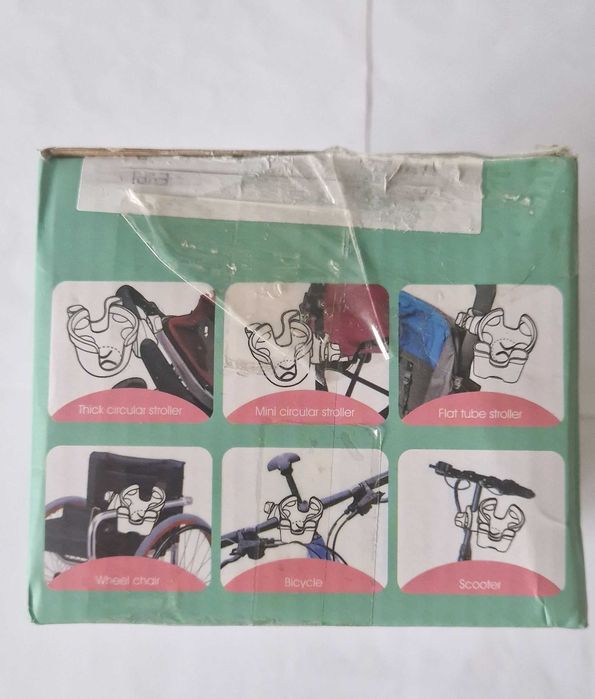 Thick circular stroller
Mini circular stroller
Flat tube stroller
Wheel chair
Bicycle
Scooter